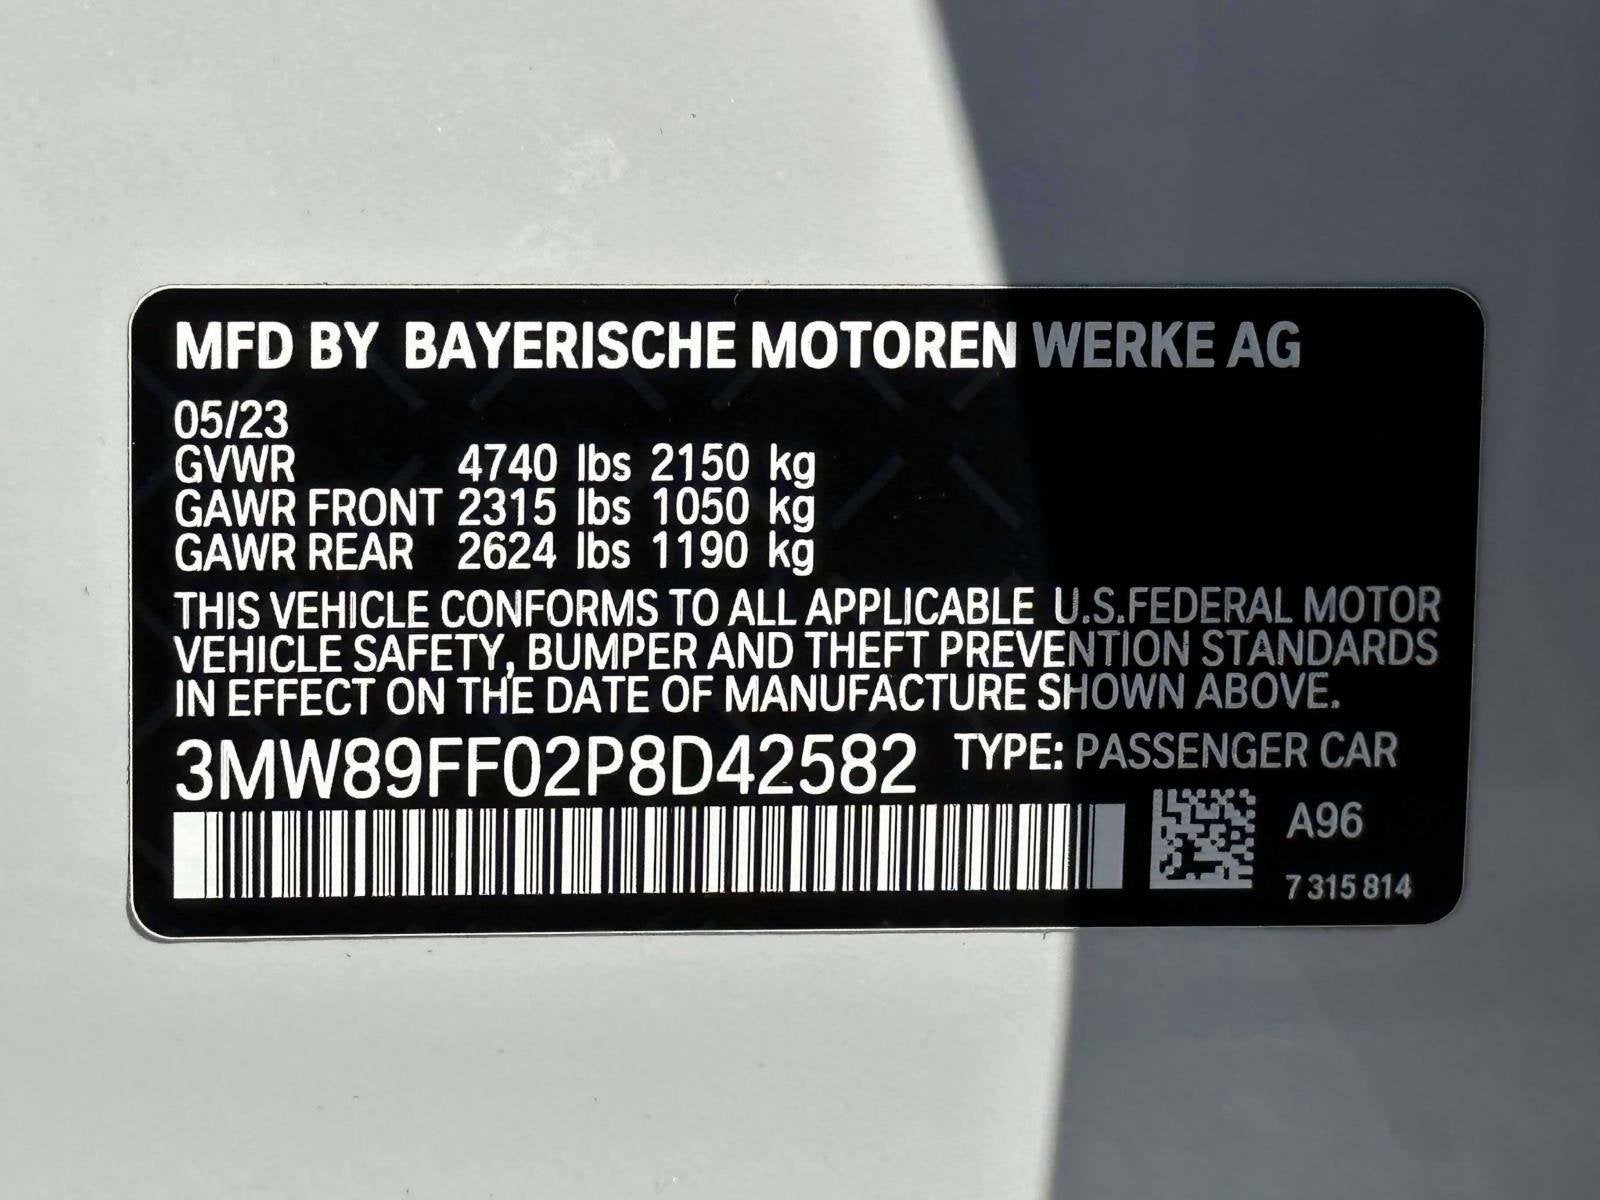 MFD BY BAYERISCHE MOTOREN WERKE AG
05/23
GVWR 4740 lbs 2150 kg
GAWR FRONT 2315 lbs 1050 kg
GAWR REAR 2624 lbs 1190 kg
THIS VEHICLE CONFORMS TO ALL APPLICABLE U.S.FEDERAL MOTOR
VEHICLE SAFETY, BUMPER AND THEFT PREVENTION STANDARDS
IN EFFECT ON THE DATE OF MANUFACTURE SHOWN ABOVE.
3MW89FF02P8D42582 TYPE: PASSENGER CAR
A96
7 315 814